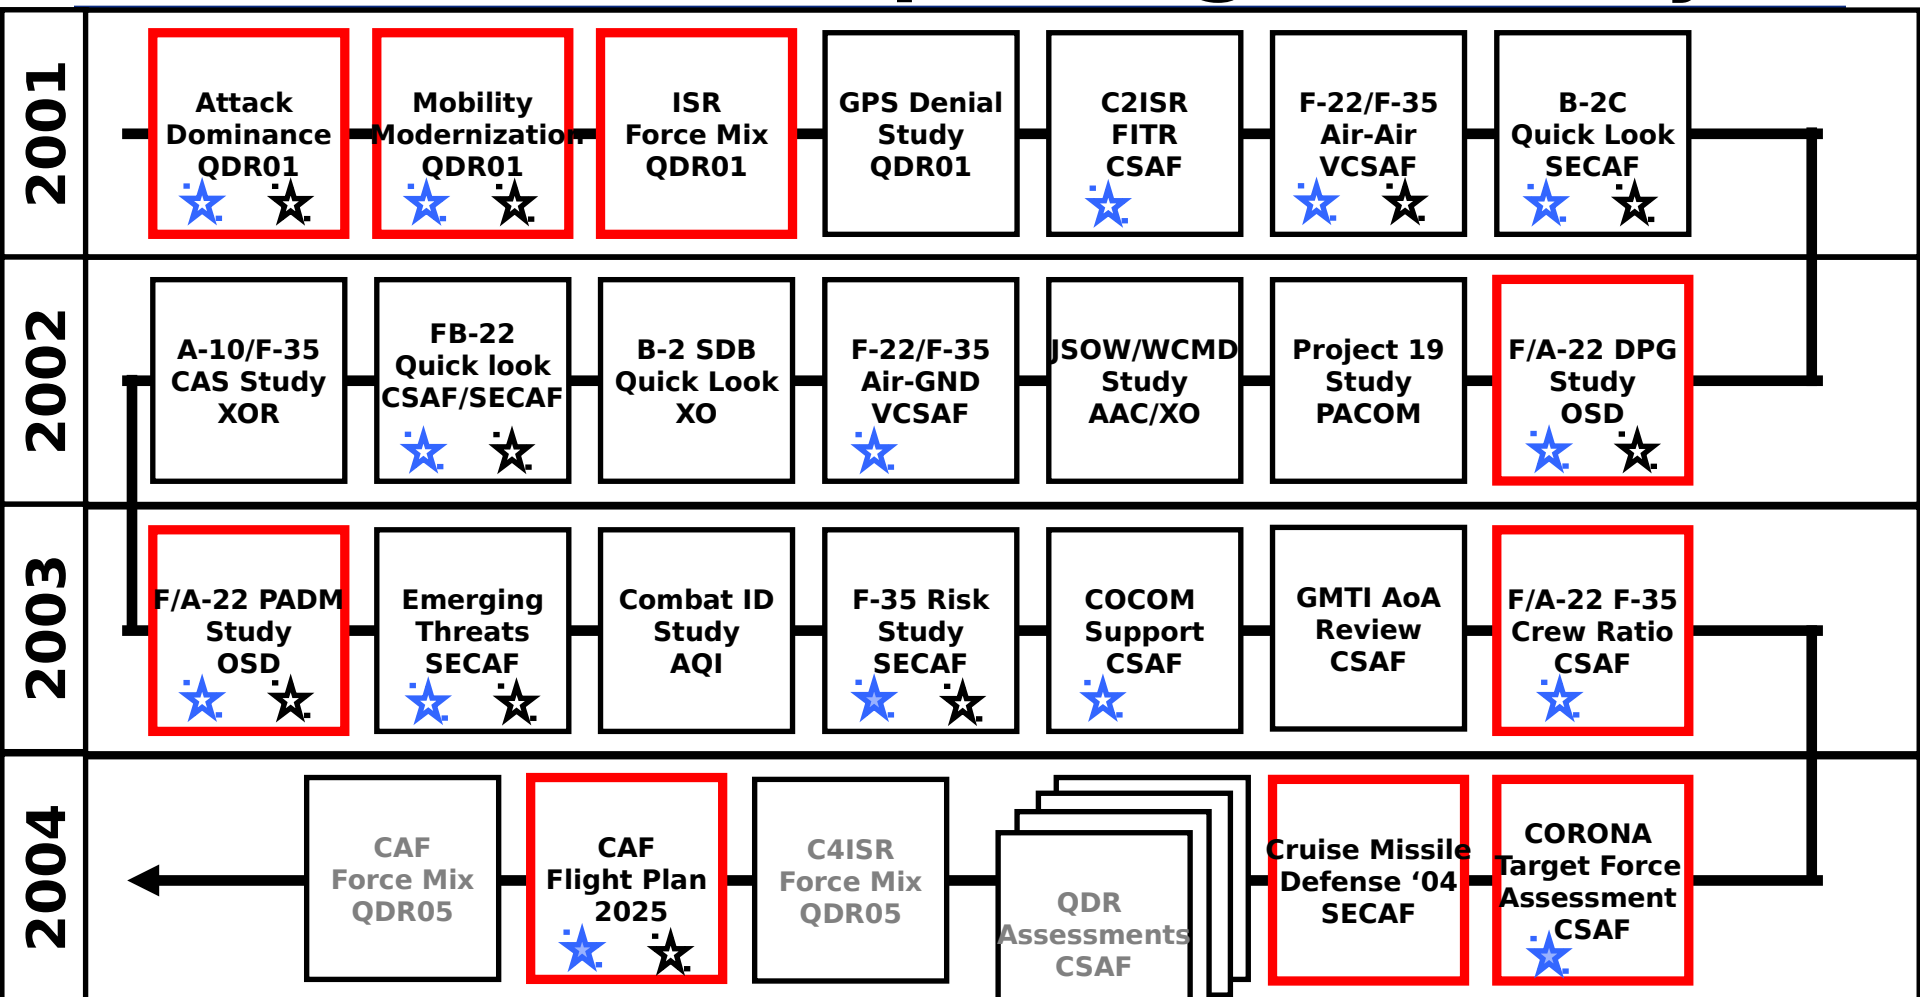 2001
Attack
Dominance
QDR01
Mobility
Modernization
QDR01
ISR
Force Mix
QDR01
GPS Denial
Study
QDR01
C2ISR
FITR
CSAF
F-22/F-35
Air-Air
VCSAF
B-2C
Quick Look
SECAF
2002
A-10/F-35
CAS Study
XOR
FB-22
Quick look
CSAF/SECAF
B-2 SDB
Quick Look
XO
F-22/F-35
Air-GND
VCSAF
JSOW/WCMD
Study
AAC/XO
Project 19
Study
PACOM
F/A-22 DPG
Study
OSD
2003
F/A-22 PADM
Study
OSD
Emerging
Threats
SECAF
Combat ID
Study
AQI
F-35 Risk
Study
SECAF
COCOM
Support
CSAF
GMTI AoA
Review
CSAF
F/A-22 F-35
Crew Ratio
CSAF
2004
CAF
Force Mix
QDR05
CAF
Flight Plan
2025
C4ISR
Force Mix
QDR05
QDR
Assessments
CSAF
Cruise Missile
Defense ‘04
SECAF
CORONA
Target Force
Assessment
CSAF